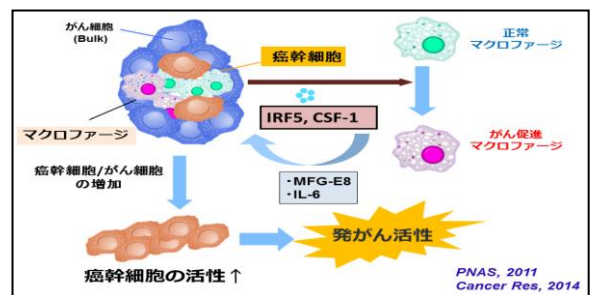 がん細胞
(Bulk)
癌幹細胞
正常
マクロファージ
マクロファージ
IRF5, CSF-1
がん促進
マクロファージ
癌幹細胞/がん細胞
の増加
・MFG-E8
・IL-6
発がん活性
癌幹細胞の活性↑
PNAS, 2011
Cancer Res, 2014